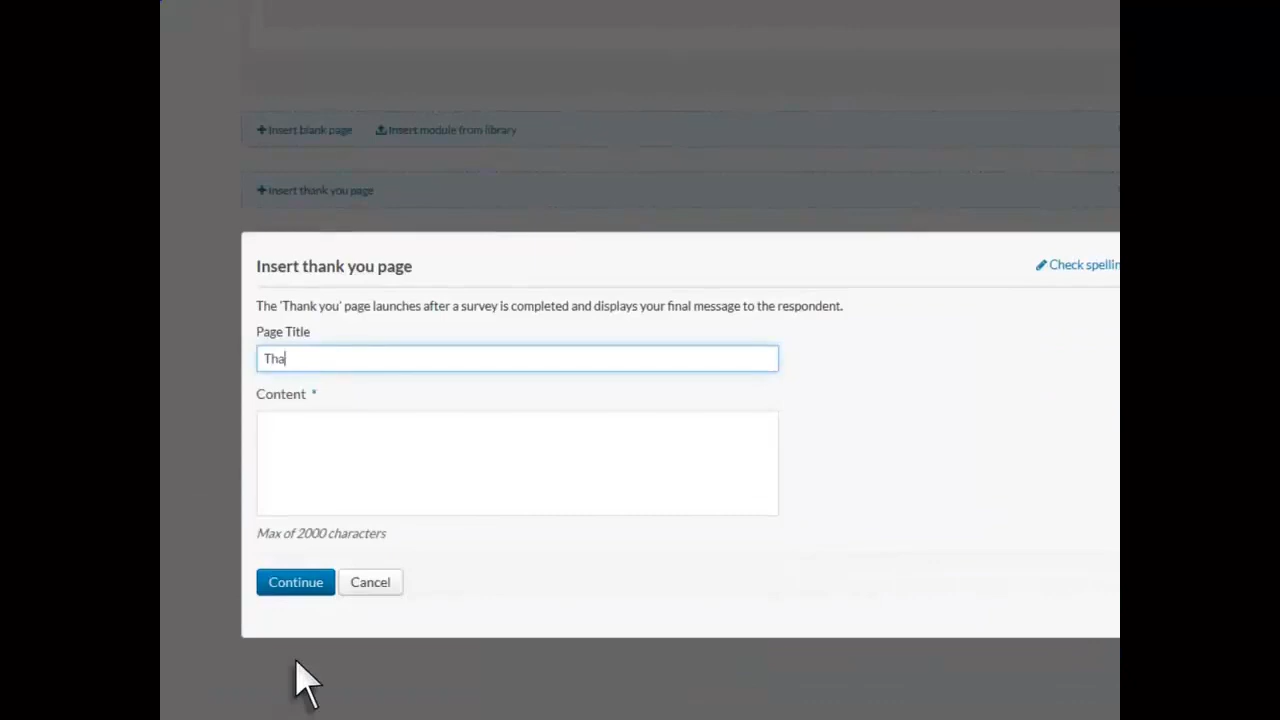 Insert blank page Insert module from library
Insert thank you page
Insert thank you page
Check spellin
The 'Thank you' page launches after a survey is completed and displays your final message to the respondent.
Page Title
Tha
Content *
Max of 2000 characters
Continue Cancel